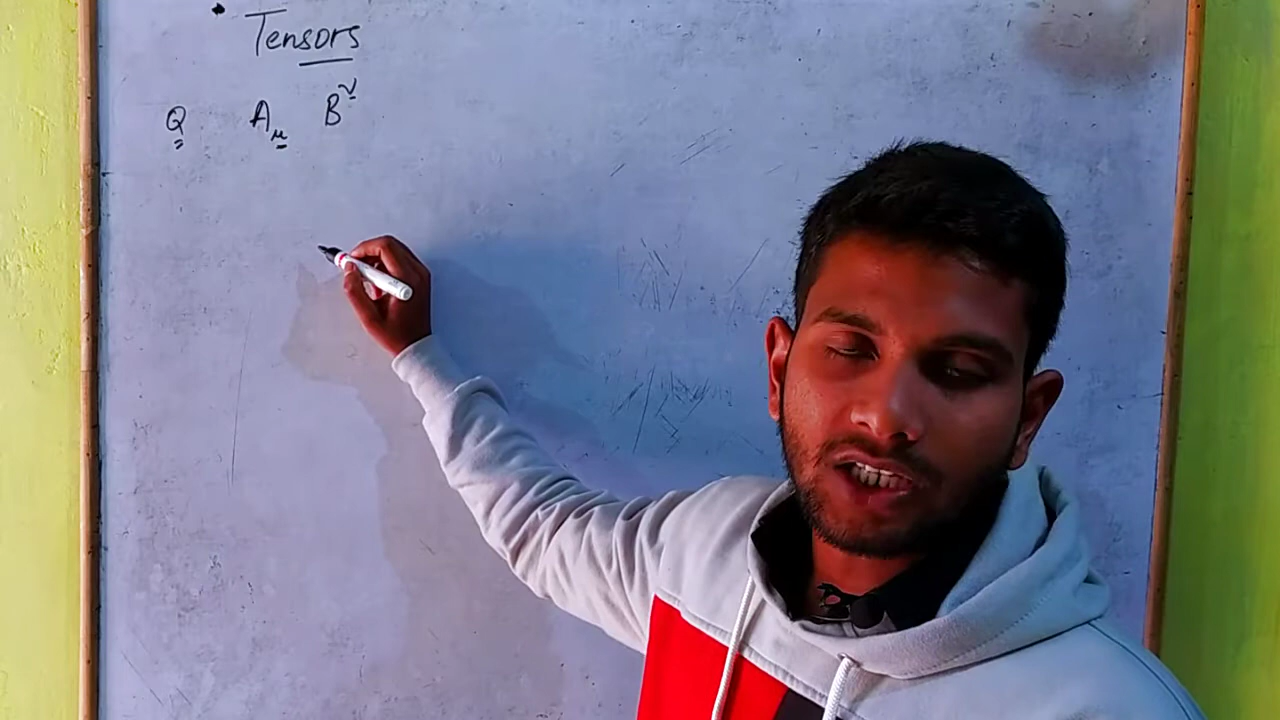 • Tensors
Q A_μ B^ν